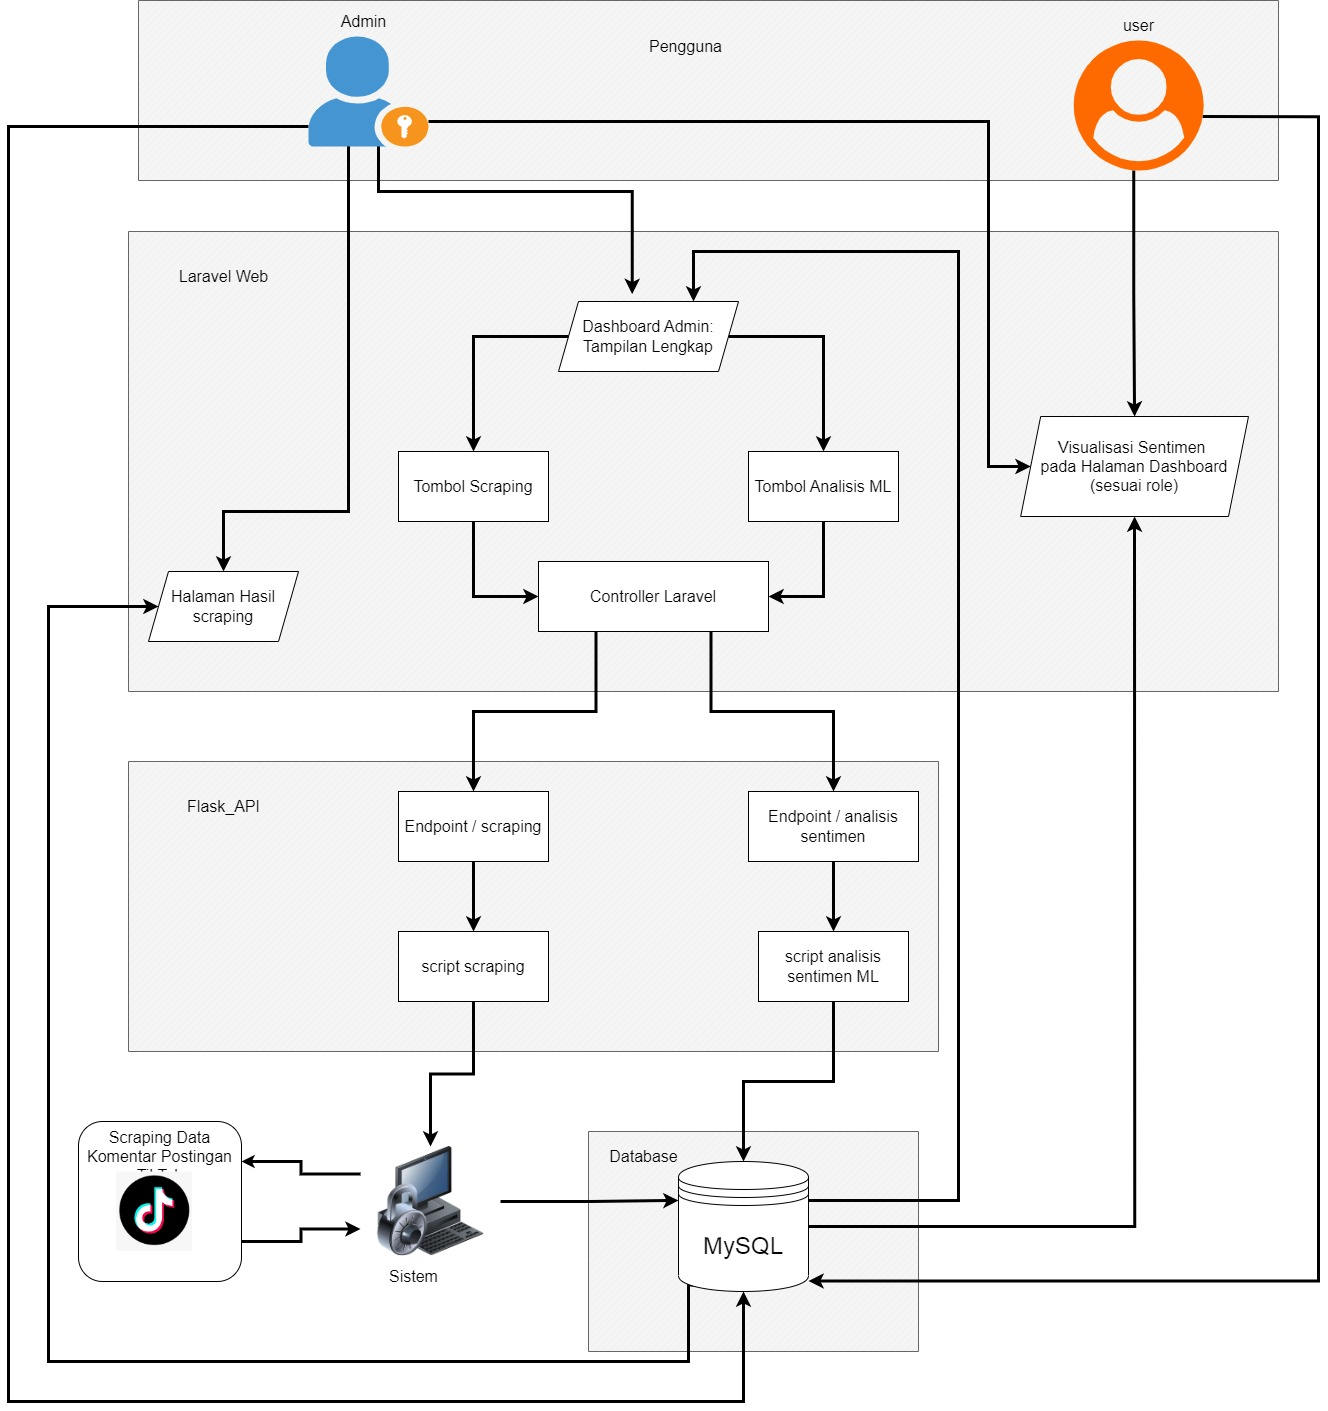 Admin
user
Pengguna
Laravel Web
Dashboard Admin:
Tampilan Lengkap
Visualisasi Sentimen
pada Halaman Dashboard
(sesuai role)
Tombol Scraping
Tombol Analisis ML
Halaman Hasil
scraping
Controller Laravel
Flask_API
Endpoint / scraping
Endpoint / analisis
sentimen
script scraping
script analisis
sentimen ML
Scraping Data
Komentar Postingan
Database
MySQL
Sistem